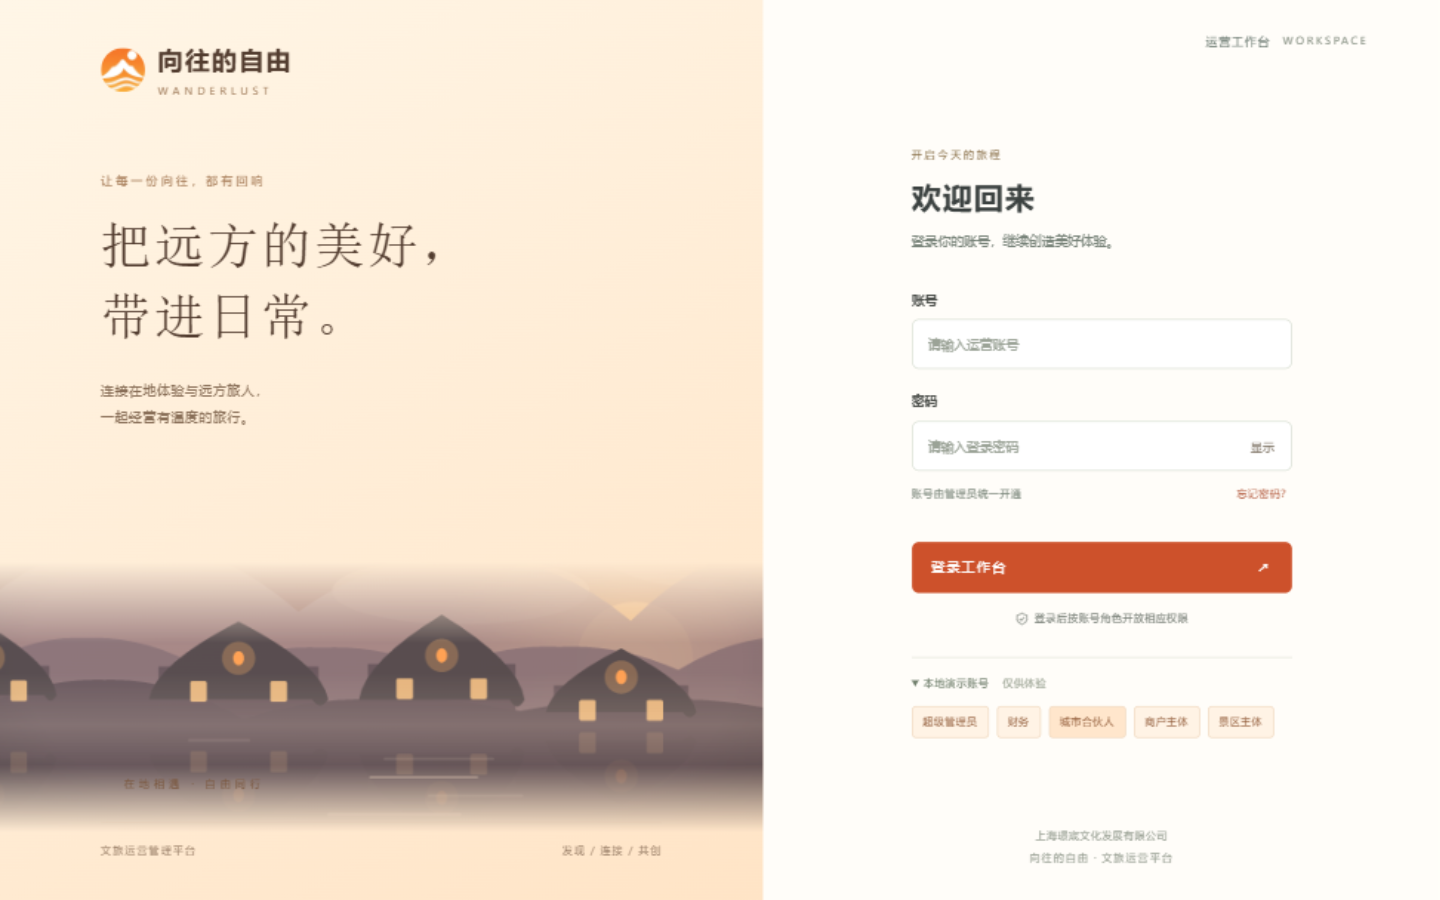 向往的自由
WANDERLUST
让每一份向往，都有回响
把远方的美好，
带进日常。
连接在地体验与远方旅人，
一起经营有温度的旅行。
在地相遇 · 自由同行
文旅运营管理平台
发现 / 连接 / 共创
运营工作台 WORKSPACE
开启今天的旅程
欢迎回来
登录你的账号，继续创造美好体验。
账号
请输入运营账号
密码
请输入登录密码
显示
账号由管理员统一开通
忘记密码?
登录工作台 ↗
登录后按账号角色开放相应权限
▼ 本地演示账号 仅供体验
超级管理员
财务
城市合伙人
商户主体
景区主体
文化发展有限公司
向往的自由 · 文旅运营平台